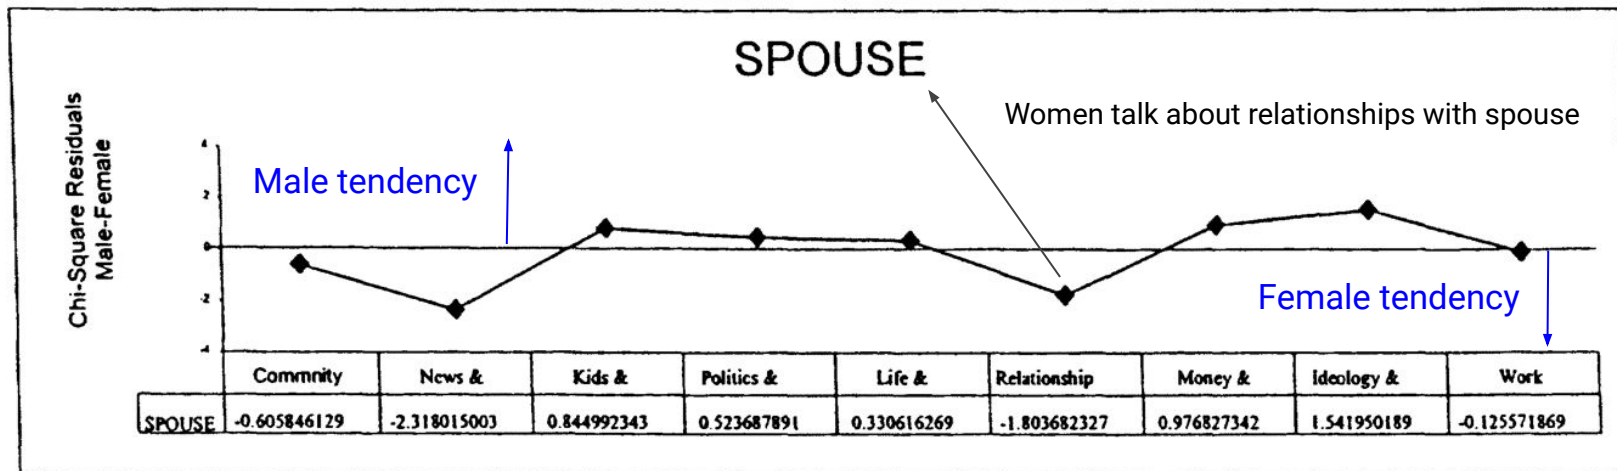 SPOUSE
Women talk about relationships with spouse
Chi-Square Residuals
Male-Female
4
Male tendency
2
0
-2
Female tendency
-4
Commnity News & Kids & Politics & Life & Relationship Money & Ideology & Work
SPOUSE -0.605846129 -2.318015003 0.844992343 0.523687891 0.330616269 -1.803682327 0.976827342 1.541950189 -0.125571869